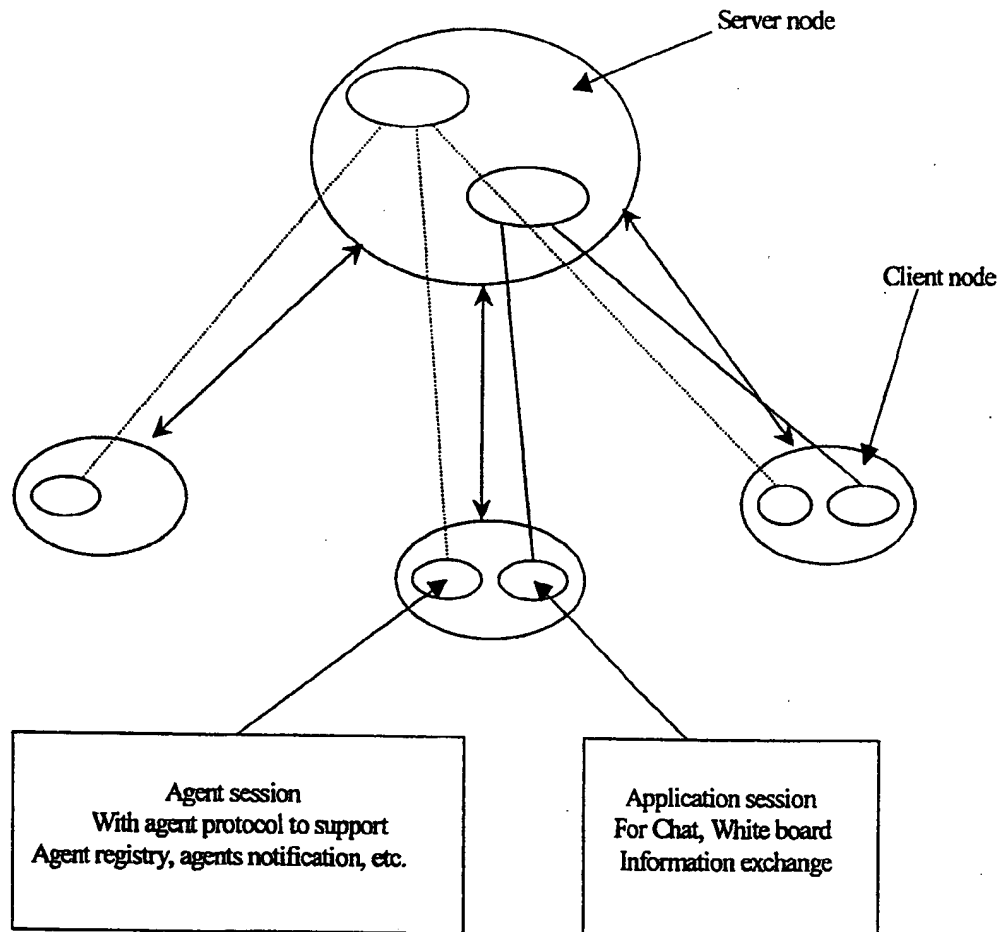 Server node
Client node
Agent session
With agent protocol to support
Agent registry, agents notification, etc.
Application session
For Chat, White board
Information exchange